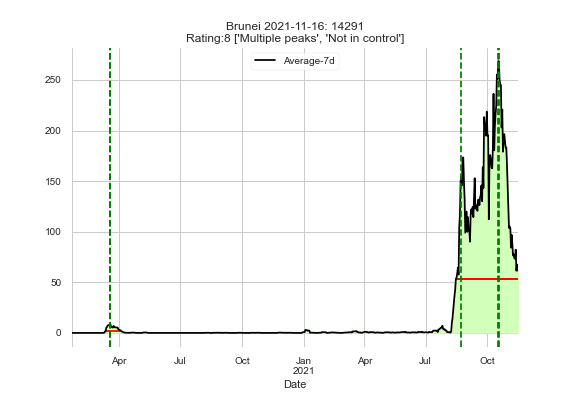 Brunei 2021-11-16: 14291
Rating:8 ['Multiple peaks', 'Not in control']
Average-7d
250
200
150
100
50
0
Apr Jul Oct Jan Apr Jul Oct
2021
Date